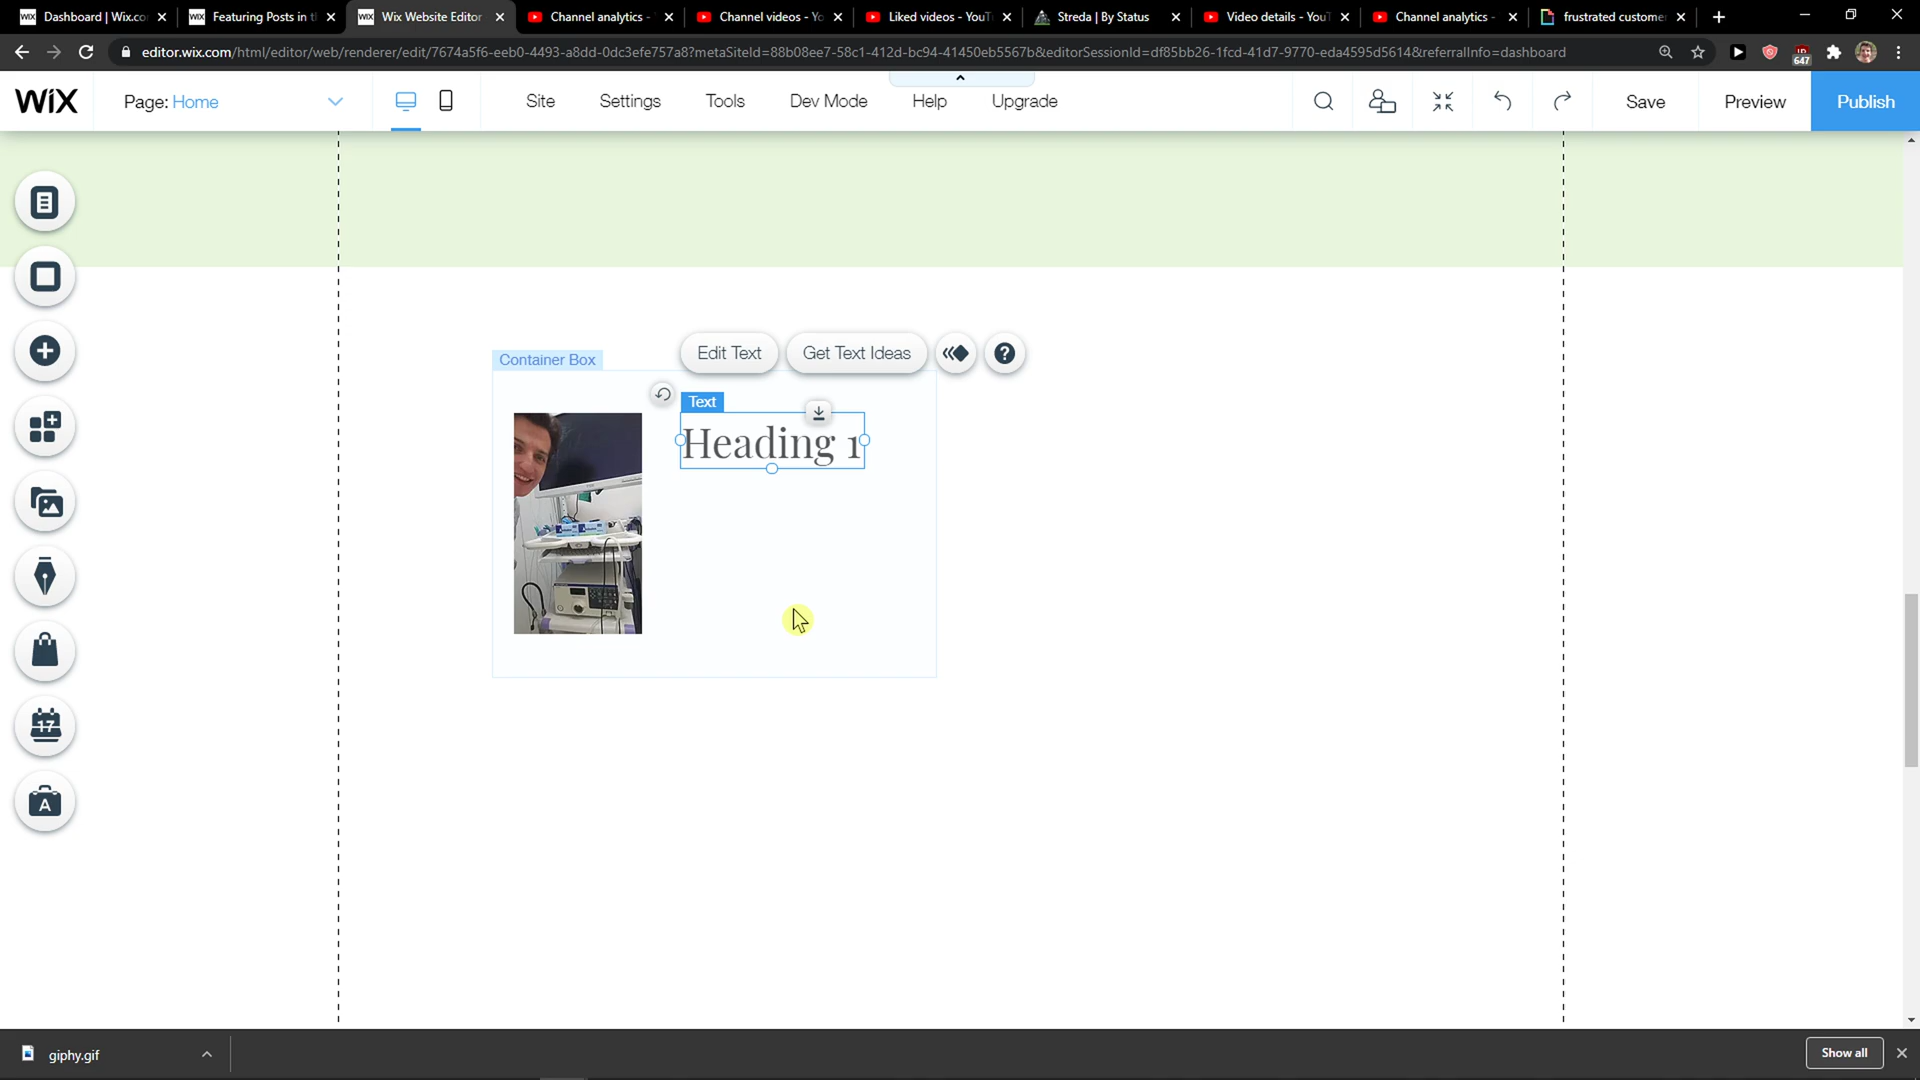 Dashboard | Wix.co
Featuring Posts in t
Wix Website Editor
Channel analytics -
Channel videos - Yo
Liked videos - YouT
Streda | By Status
Video details - You
Channel analytics -
frustrated custome
editor.wix.com/html/editor/web/renderer/edit/7674a5f6-eeb0-4493-a8dd-0dc3efe757a8?metaSiteId=88b08ee7-58c1-412d-bc94-41450eb5567b&editorSessionId=df85bb26-1fcd-41d7-9770-eda4595d5614&referralInfo=dashboard
647
WiX
Page: Home
Site
Settings
Tools
Dev Mode
Help
Upgrade
Save
Preview
Publish
Edit Text
Get Text Ideas
?
Container Box
Text
Heading 1
17
A
giphy.gif
Show all